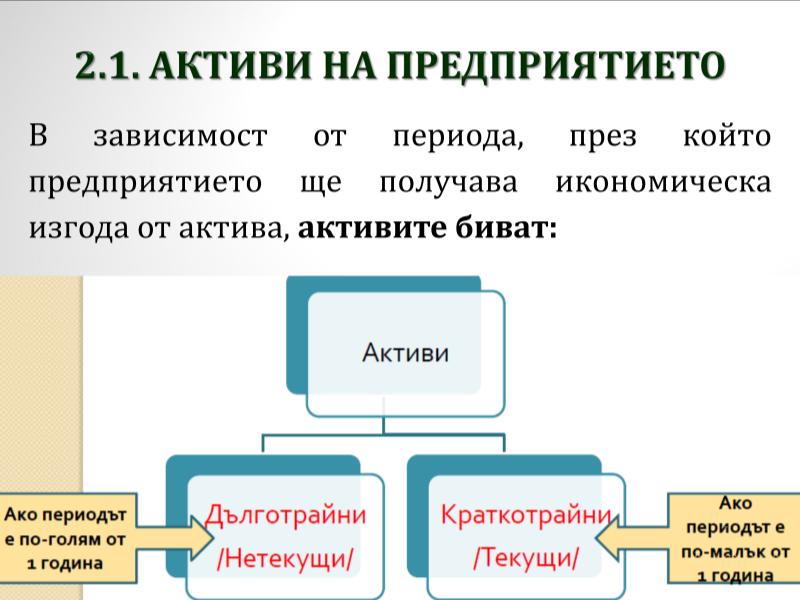 2.1. АКТИВИ НА ПРЕДПРИЯТИЕТО
В зависимост от периода, през който
предприятието ще получава икономическа
изгода от актива, активите биват:
Активи
Дълготрайни
/Нетекущи/
Краткотрайни
/Текущи/
Ако периодът
е по-голям от
1 година
Ако
периодът е
по-малък от
1 година